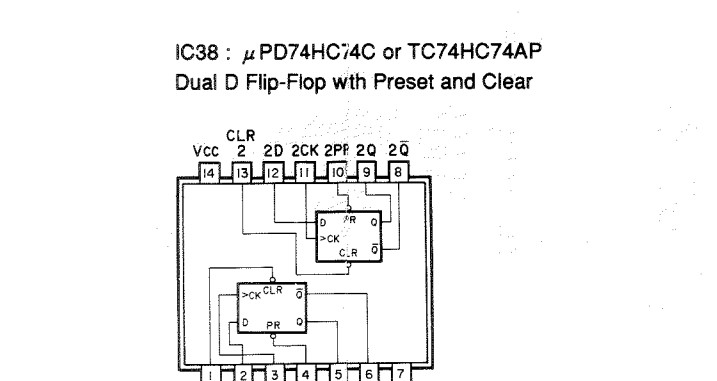 IC38 : μPD74HC74C or TC74HC74AP
Dual D Flip-Flop wth Preset and Clear
CLR
VCC 2 2D 2CK 2PR 2Q 2Q̅
14 13 12 11 10 9 8
D PR Q
>CK
CLR Q̅
>CK CLR Q̅
D PR Q
1 2 3 4 5 6 7